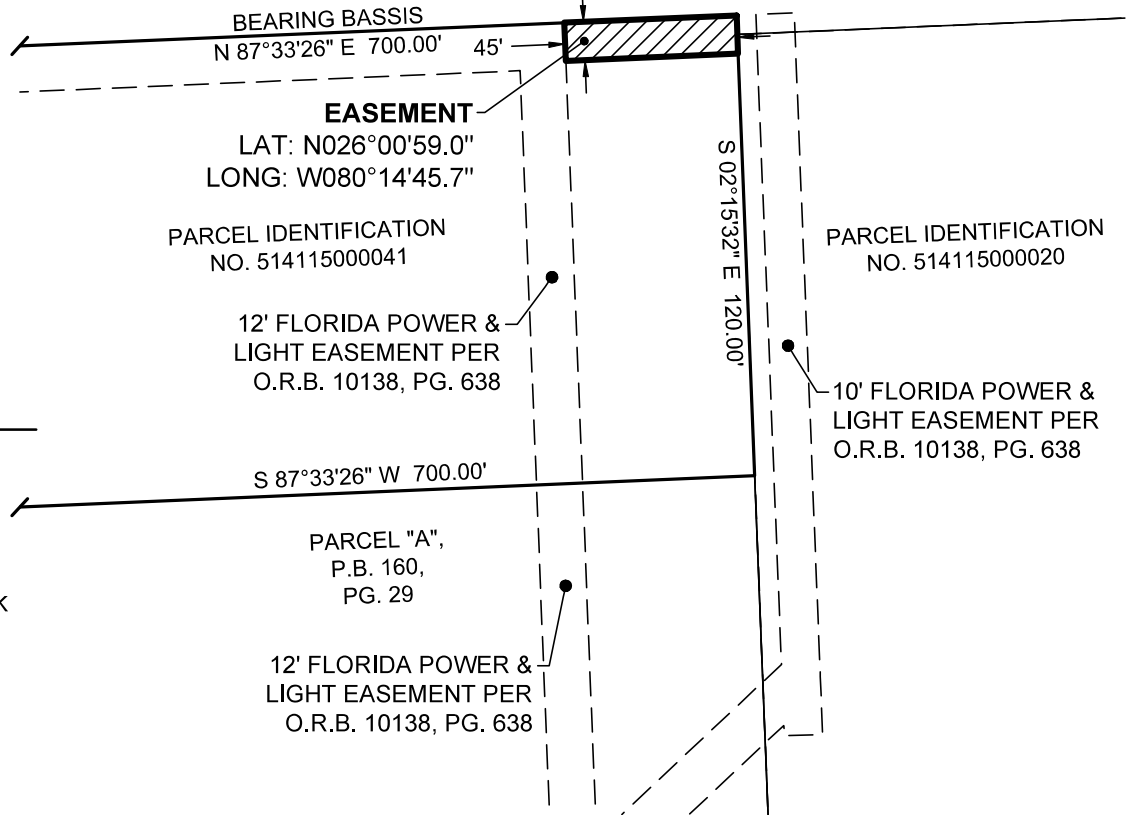 BEARING BASSIS
N 87°33'26" E 700.00'
45'
EASEMENT
LAT: N026°00'59.0"
LONG: W080°14'45.7"
S 02°15'32" E 120.00'
PARCEL IDENTIFICATION
NO. 514115000041
PARCEL IDENTIFICATION
NO. 514115000020
12' FLORIDA POWER &
LIGHT EASEMENT PER
O.R.B. 10138, PG. 638
10' FLORIDA POWER &
LIGHT EASEMENT PER
O.R.B. 10138, PG. 638
S 87°33'26" W 700.00'
PARCEL "A",
P.B. 160,
PG. 29
12' FLORIDA POWER &
LIGHT EASEMENT PER
O.R.B. 10138, PG. 638